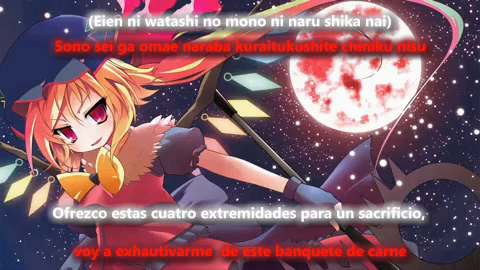 (Eien ni watashi no mono ni naru shika nai)
Sono sei ga omae naraba kuraitukushite chiniku nisu
Ofrezco estas cuatro extremidades para un sacrificio,
voy a exhautivarme de este banquete de carne